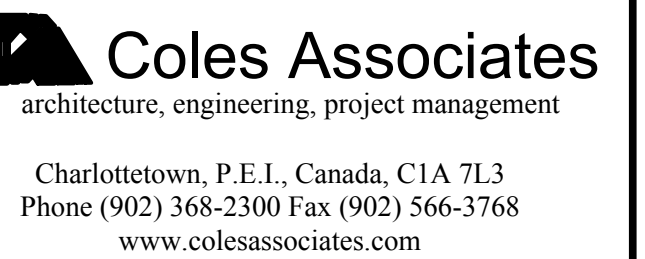 Coles Associates
architecture, engineering, project management
Charlottetown, P.E.I., Canada, C1A 7L3
Phone (902) 368-2300 Fax (902) 566-3768
www.colesassociates.com